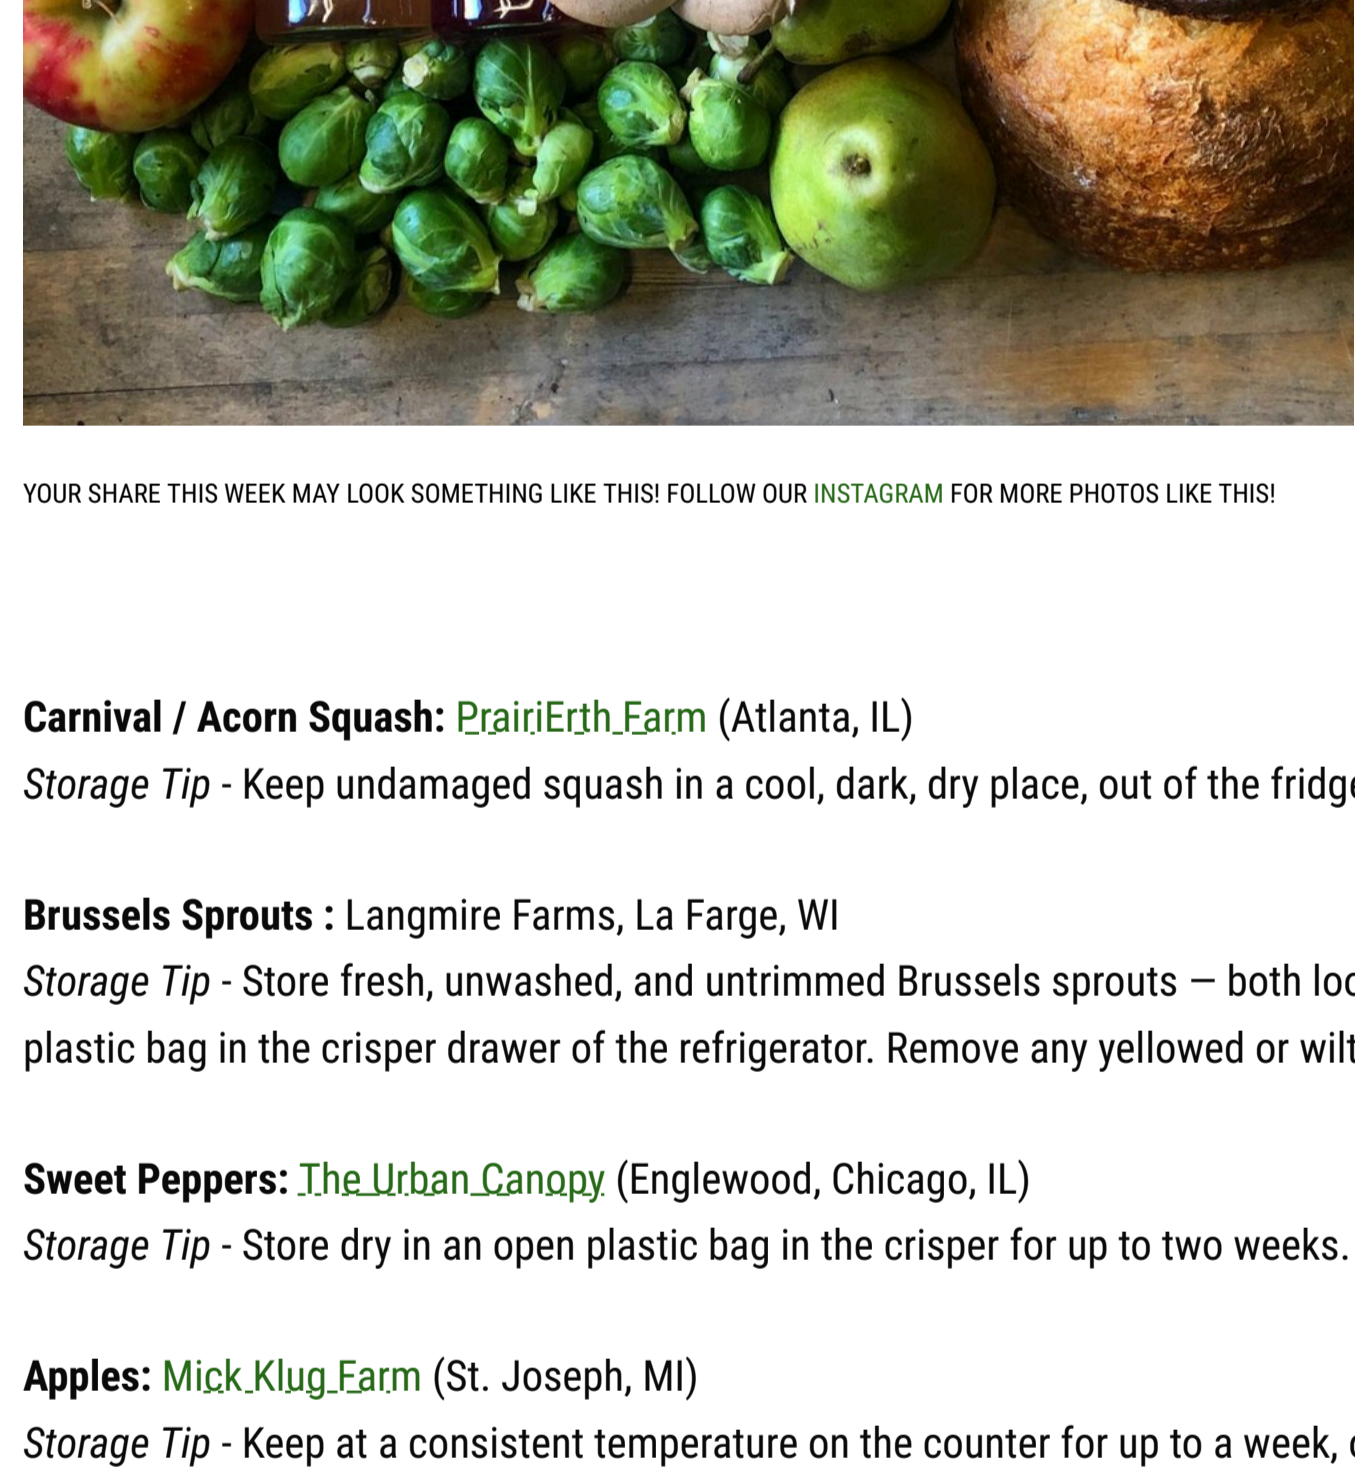 YOUR SHARE THIS WEEK MAY LOOK SOMETHING LIKE THIS! FOLLOW OUR INSTAGRAM FOR MORE PHOTOS LIKE THIS!
Carnival / Acorn Squash: PrairiErth Farm (Atlanta, IL)
Storage Tip - Keep undamaged squash in a cool, dark, dry place, out of the
Brussels Sprouts : Langmire Farms, La Farge, WI
Storage Tip - Store fresh, unwashed, and untrimmed Brussels sprouts — both
plastic bag in the crisper drawer of the refrigerator. Remove any yellowed or
Sweet Peppers: The Urban Canopy (Englewood, Chicago, IL)
Storage Tip - Store dry in an open plastic bag in the crisper for up to two weeks.
Apples: Mick Klug Farm (St. Joseph, MI)
Storage Tip - Keep at a consistent temperature on the counter for up to a week,